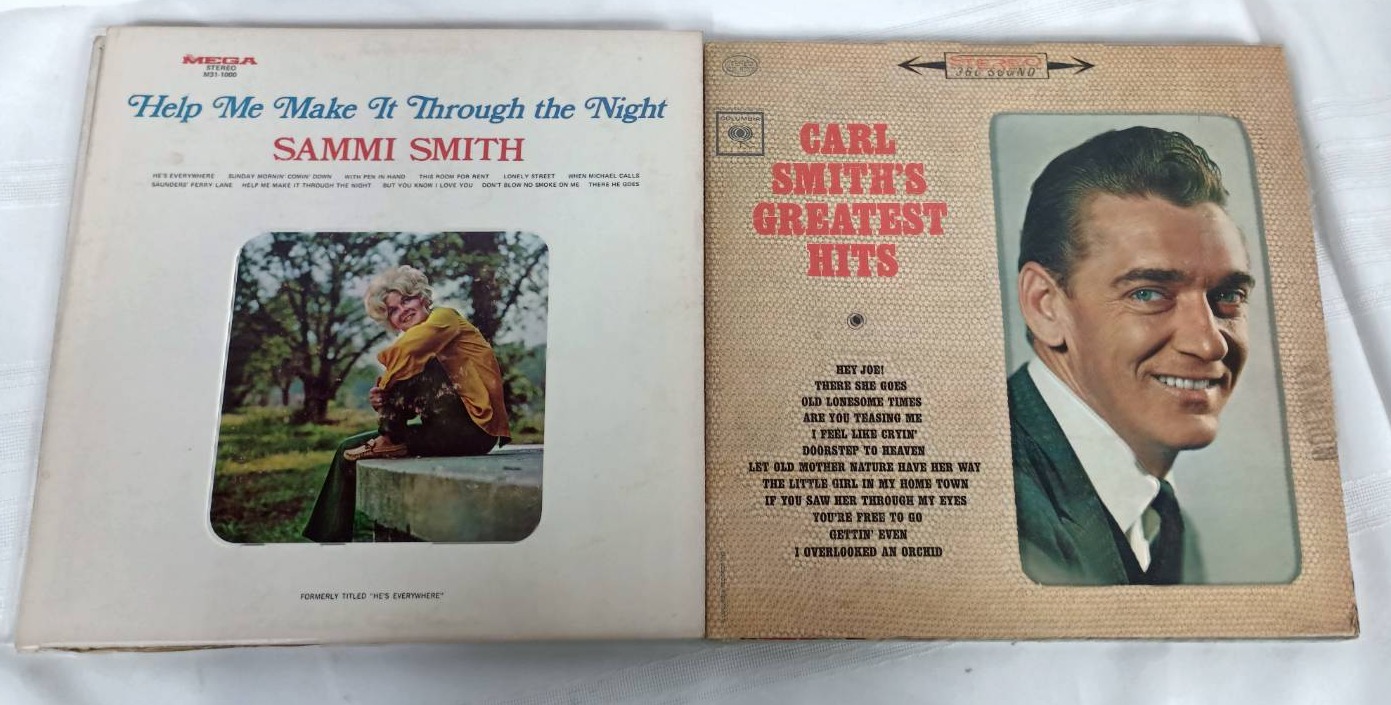 MEGA
STEREO
M31-1000
Help Me Make It Through the Night
SAMMI SMITH
HE'S EVERYWHERE SUNDAY MORNIN' COMIN' DOWN WITH PEN IN HAND THIS ROOM FOR RENT LONELY STREET WHEN MICHAEL CALLS
SAUNDERS' FERRY LANE HELP ME MAKE IT THROUGH THE NIGHT BUT YOU KNOW I LOVE YOU DON'T BLOW NO SMOKE ON ME THERE HE GOES
FORMERLY TITLED "HE'S EVERYWHERE"
STEREO
360 SOUND
COLUMBIA
CARL
SMITH'S
GREATEST
HITS
HEY JOE!
THERE SHE GOES
OLD LONESOME TIMES
ARE YOU TEASING ME
I FEEL LIKE CRYIN'
DOORSTEP TO HEAVEN
LET OLD MOTHER NATURE HAVE HER WAY
THE LITTLE GIRL IN MY HOME TOWN
IF YOU SAW HER THROUGH MY EYES
YOU'RE FREE TO GO
GETTIN' EVEN
I OVERLOOKED AN ORCHID